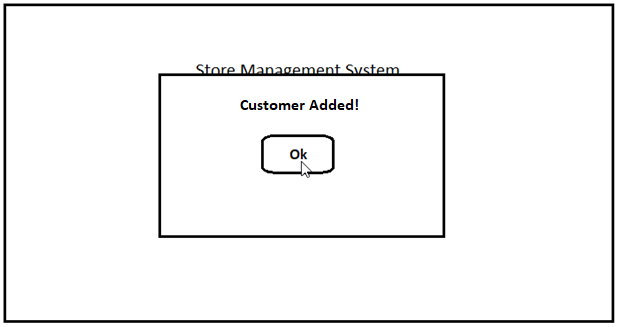 Store Management System
Customer Added!
Ok